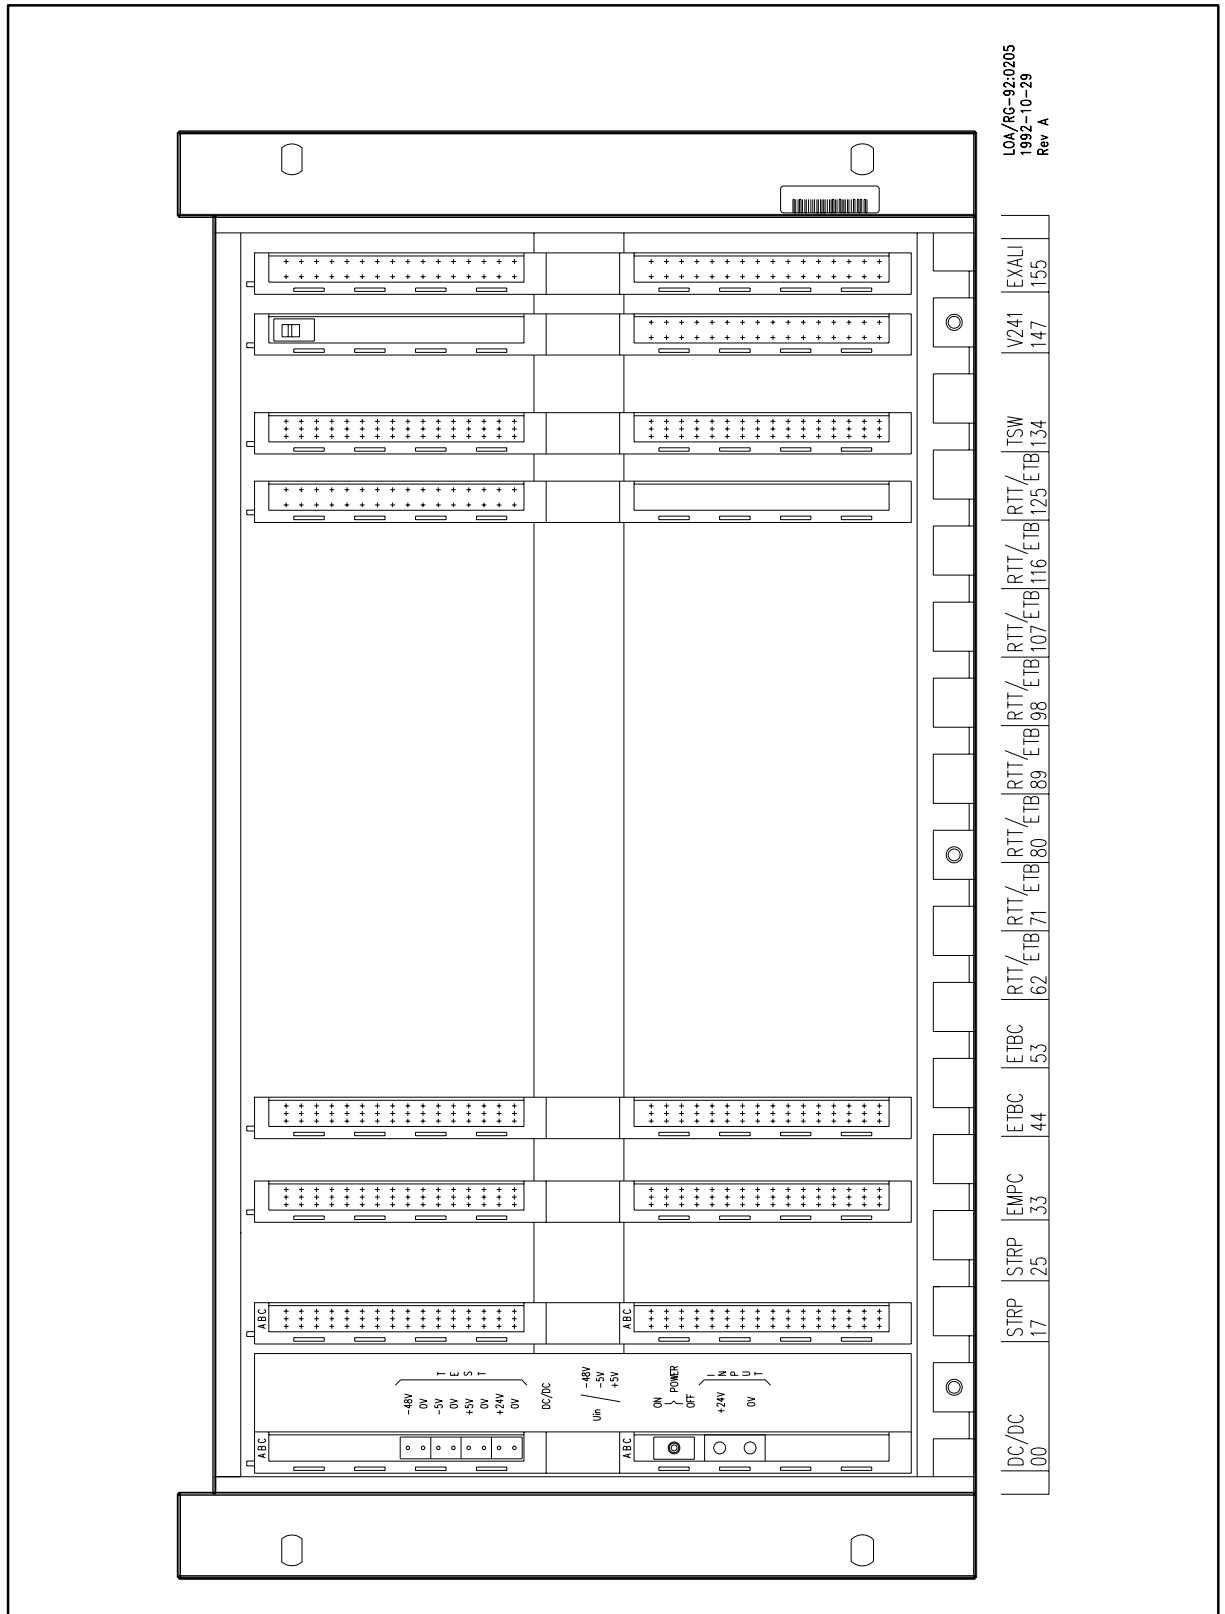 LOA/RG-92:0205
1992-10-29
Rev A
ABC
-48V
0V
-5V
0V
+5V
0V
+24V
0V
TEST
DC/DC
Uin / -48V
-5V
+5V
ABC
ON
OFF
POWER
+24V
0V
INPUT
ABC
ABC
DC/DC
00
STRP
17
STRP
25
EMPC
33
ETBC
44
ETBC
53
RTT/ETB
62
RTT/ETB
71
RTT/ETB
80
RTT/ETB
89
RTT/ETB
98
RTT/ETB
107
RTT/ETB
116
RTT/ETB
125
TSW
134
V241
147
EXALI
155